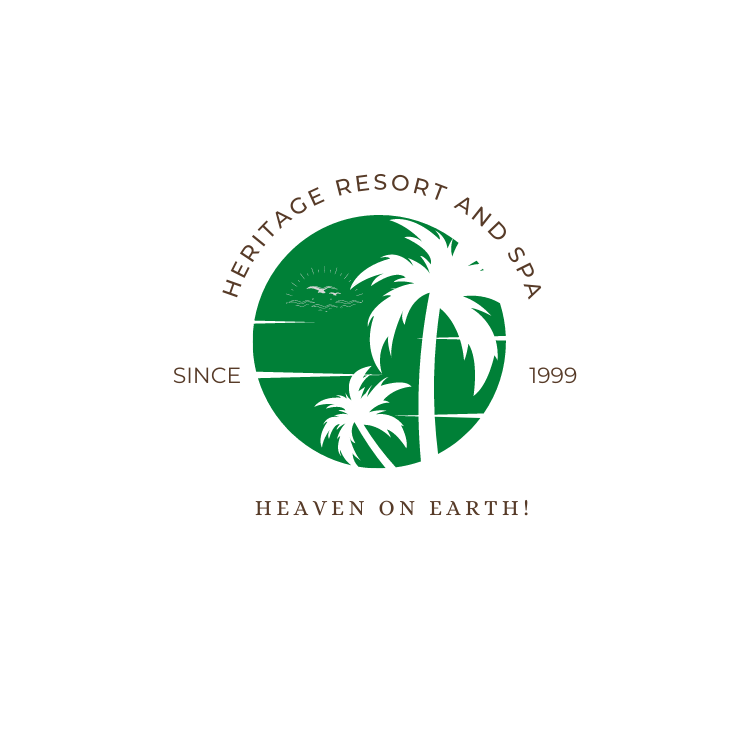 HERITAGE RESORT AND SPA
SINCE
1999
HEAVEN ON EARTH!